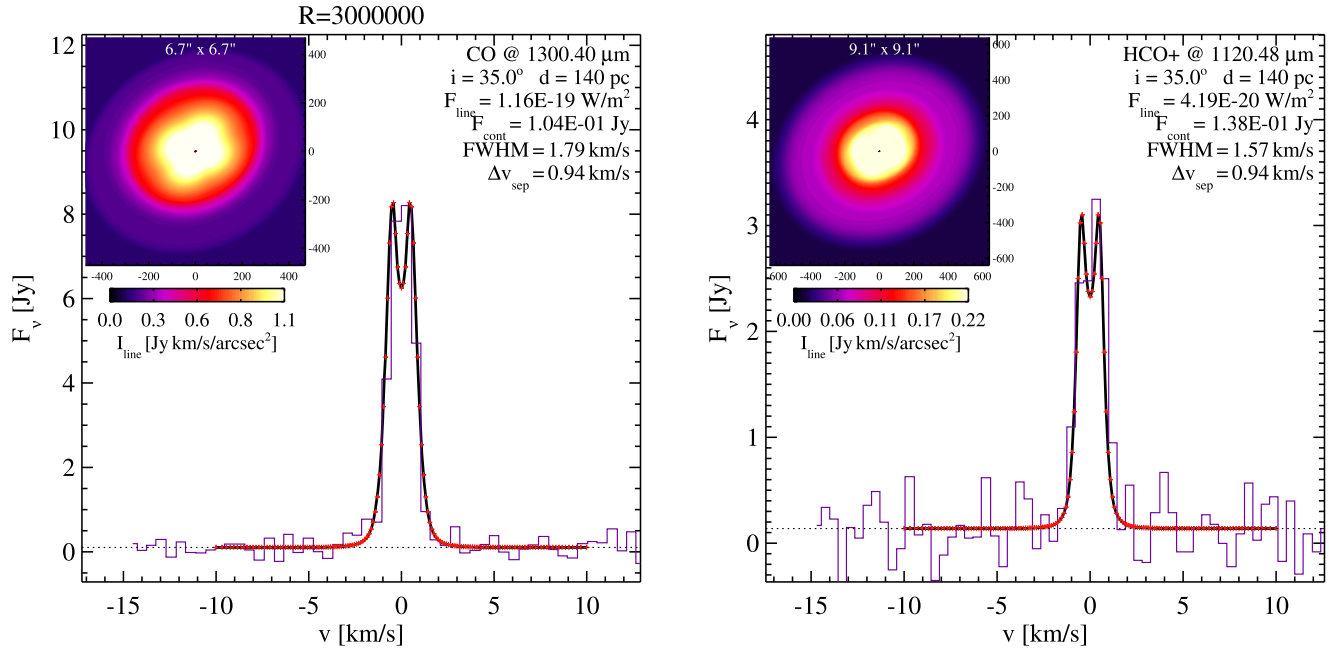 R=3000000
12
10
8
6
4
2
0
F_ν [Jy]
6.7" x 6.7"
400
200
0
-200
-400
-400 -200 0 200 400
CO @ 1300.40 μm
i = 35.0° d = 140 pc
F_line = 1.16E-19 W/m²
F_cont = 1.04E-01 Jy
FWHM = 1.79 km/s
Δv_sep = 0.94 km/s
0.0 0.3 0.6 0.8 1.1
I_line [Jy km/s/arcsec²]
-15 -10 -5 0 5 10
v [km/s]
4
3
2
1
0
F_ν [Jy]
9.1" x 9.1"
600
400
200
0
-200
-400
-600
-600 -400 -200 0 200 400 600
HCO+ @ 1120.48 μm
i = 35.0° d = 140 pc
F_line = 4.19E-20 W/m²
F_cont = 1.38E-01 Jy
FWHM = 1.57 km/s
Δv_sep = 0.94 km/s
0.00 0.06 0.11 0.17 0.22
I_line [Jy km/s/arcsec²]
-15 -10 -5 0 5 10
v [km/s]